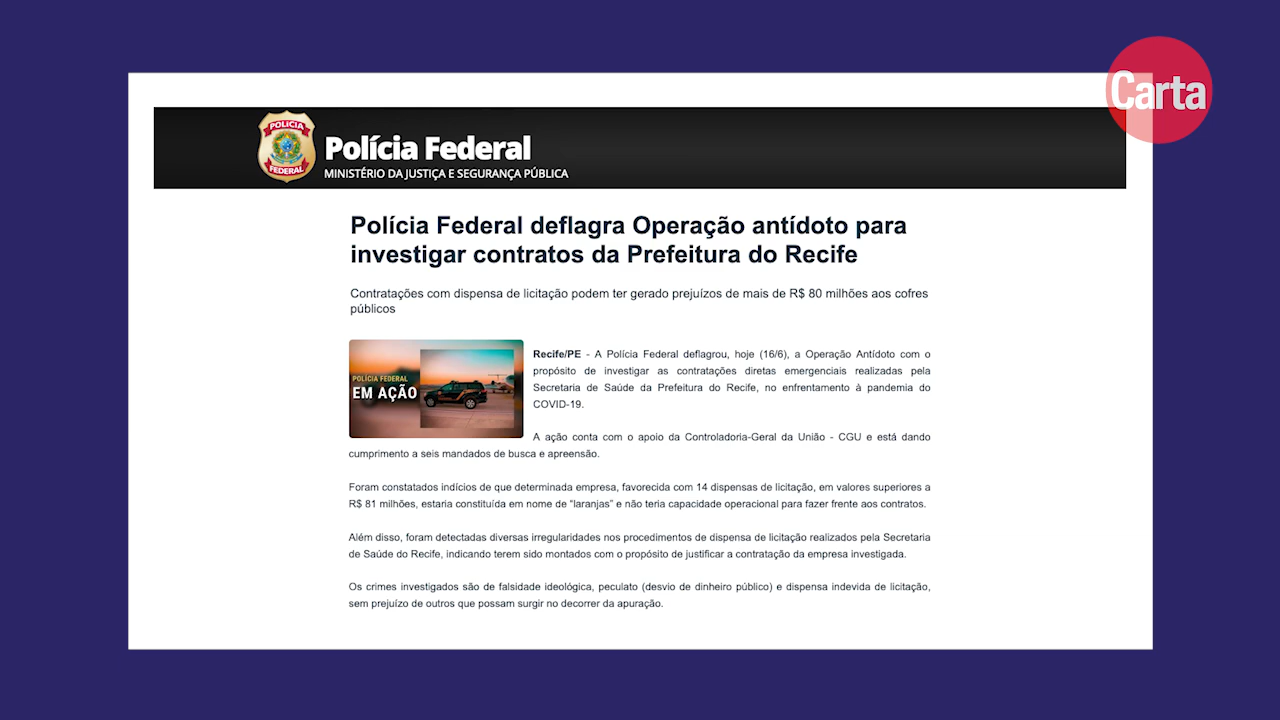 Carta
POLÍCIA
FEDERAL
Polícia Federal
MINISTÉRIO DA JUSTIÇA E SEGURANÇA PÚBLICA
Polícia Federal deflagra Operação antídoto para
investigar contratos da Prefeitura do Recife
Contratações com dispensa de licitação podem ter gerado prejuízos de mais de R$ 80 milhões aos cofres
públicos
POLÍCIA FEDERAL
EM AÇÃO
Recife/PE - A Polícia Federal deflagrou, hoje (16/6), a Operação Antídoto com o
propósito de investigar as contratações diretas emergenciais realizadas pela
Secretaria de Saúde da Prefeitura do Recife, no enfrentamento à pandemia do
COVID-19.
A ação conta com o apoio da Controladoria-Geral da União - CGU e está dando
cumprimento a seis mandados de busca e apreensão.
Foram constatados indícios de que determinada empresa, favorecida com 14 dispensas de licitação, em valores superiores a
R$ 81 milhões, estaria constituída em nome de “laranjas” e não teria capacidade operacional para fazer frente aos contratos.
Além disso, foram detectadas diversas irregularidades nos procedimentos de dispensa de licitação realizados pela Secretaria
de Saúde do Recife, indicando terem sido montados com o propósito de justificar a contratação da empresa investigada.
Os crimes investigados são de falsidade ideológica, peculato (desvio de dinheiro público) e dispensa indevida de licitação,
sem prejuízo de outros que possam surgir no decorrer da apuração.